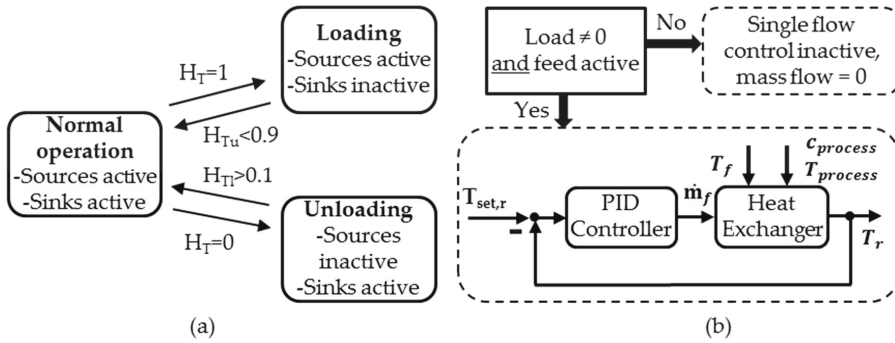 Loading
-Sources active
-Sinks inactive
H_T=1
H_Tu<0.9
Normal
operation
-Sources active
-Sinks active
H_Tl>0.1
H_T=0
Unloading
-Sources
inactive
-Sinks active
(a)
Load ≠ 0
and feed active
No
Single flow
control inactive,
mass flow = 0
Yes
T_set,r
-
PID
Controller
ṁ_f
T_f
c_process
T_process
Heat
Exchanger
T_r
(b)